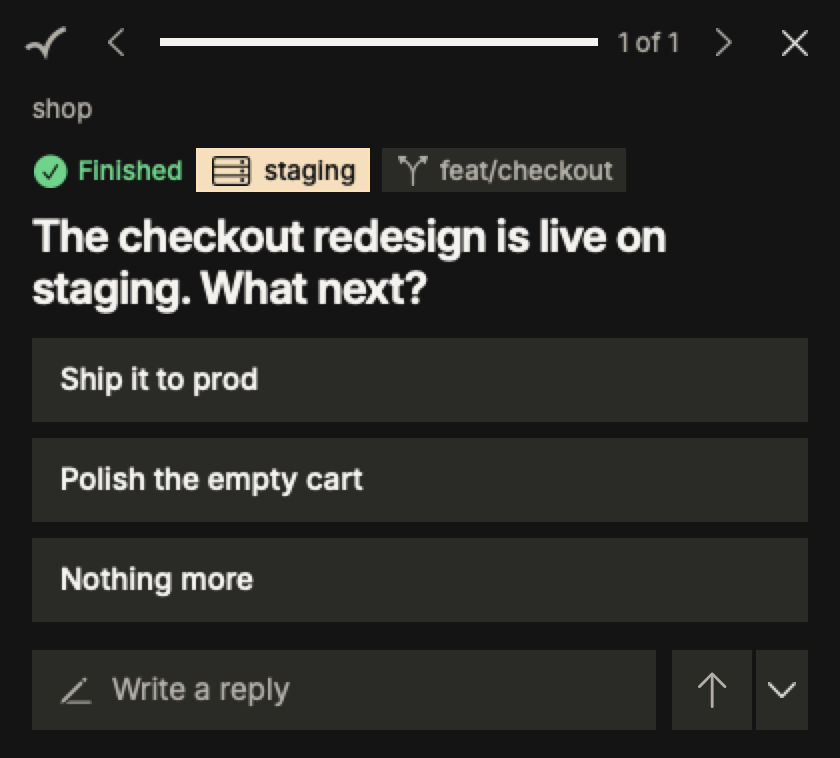 1 of 1
shop
Finished staging feat/checkout
The checkout redesign is live on
staging. What next?
Ship it to prod
Polish the empty cart
Nothing more
Write a reply